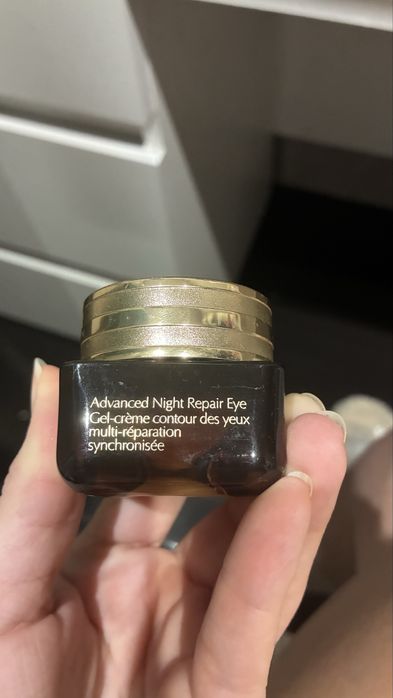 Advanced Night Repair Eye
Gel-crème contour des yeux
multi-réparation
synchronisée